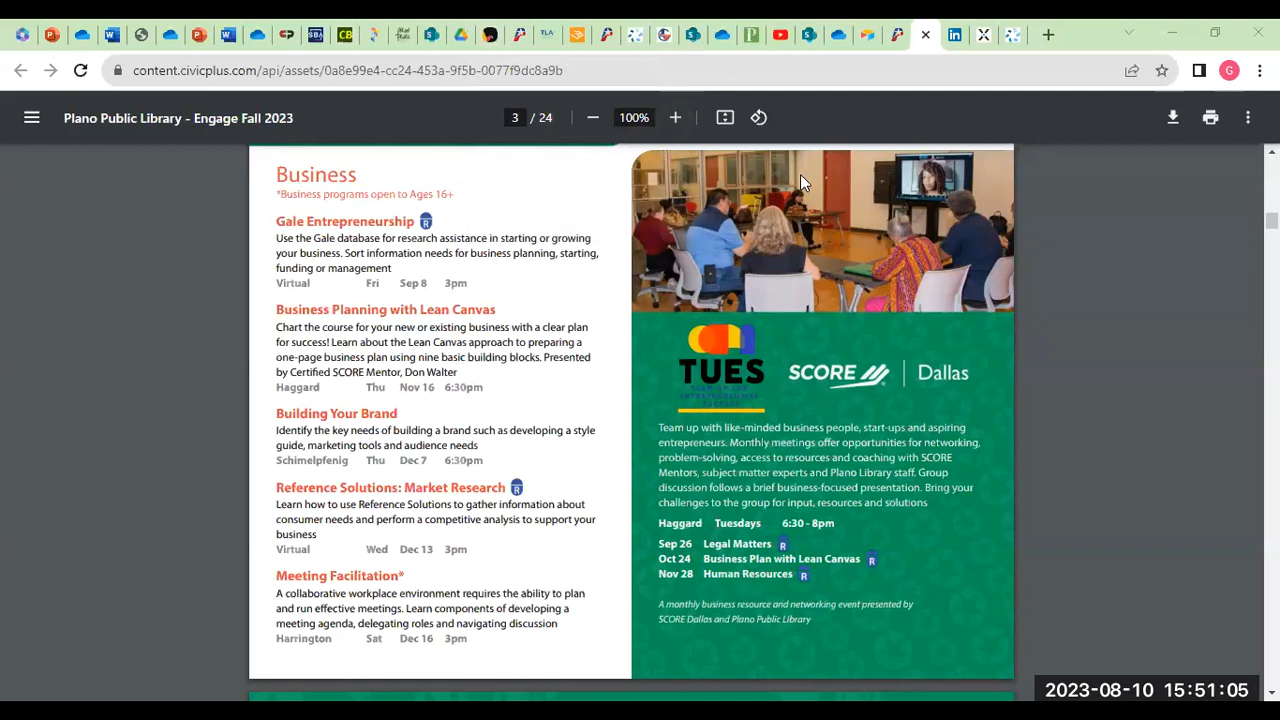 content.civicplus.com/api/assets/0a8e99e4-cc24-453a-9f5b-0077f9dc8a9b
G
Plano Public Library - Engage Fall 2023
3 / 24
100%
Business
*Business programs open to Ages 16+
Gale Entrepreneurship R
Use the Gale database for research assistance in starting or growing
your business. Sort information needs for business planning, starting,
funding or management
Virtual Fri Sep 8 3pm
Business Planning with Lean Canvas
Chart the course for your new or existing business with a clear plan
for success! Learn about the Lean Canvas approach to preparing a
one-page business plan using nine basic building blocks. Presented
by Certified SCORE Mentor, Don Walter
Haggard Thu Nov 16 6:30pm
Building Your Brand
Identify the key needs of building a brand such as developing a style
guide, marketing tools and audience needs
Schimelpfenig Thu Dec 7 6:30pm
Reference Solutions: Market Research R
Learn how to use Reference Solutions to gather information about
consumer needs and perform a competitive analysis to support your
business
Virtual Wed Dec 13 3pm
Meeting Facilitation*
A collaborative workplace environment requires the ability to plan
and run effective meetings. Learn components of developing a
meeting agenda, delegating roles and navigating discussion
Harrington Sat Dec 16 3pm
TUES
SCORE | Dallas
Team up with like-minded business people, start-ups and aspiring
entrepreneurs. Monthly meetings offer opportunities for networking,
problem-solving, access to resources and coaching with SCORE
Mentors, subject matter experts and Plano Library staff. Group
discussion follows a brief business-focused presentation. Bring your
challenges to the group for input, resources and solutions
Haggard Tuesdays 6:30 - 8pm
Sep 26 Legal Matters R
Oct 24 Business Plan with Lean Canvas R
Nov 28 Human Resources R
A monthly business resource and networking event presented by
SCORE Dallas and Plano Public Library
2023-08-10 15:51:05